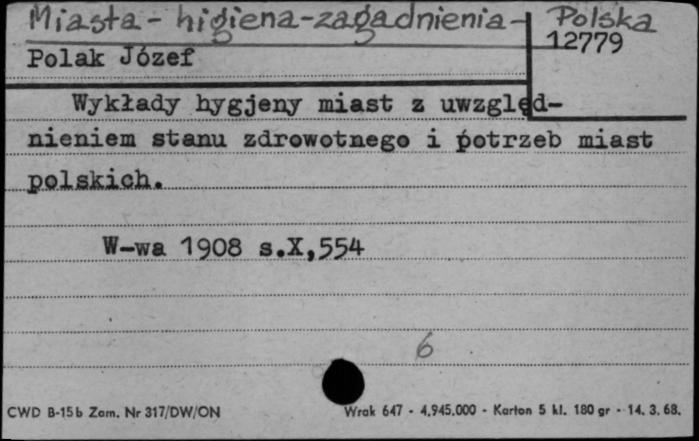 Miasta - higiena - zagadnienia - Polska
12779
Polak Józef
Wykłady hygjeny miast z uwzględ-
nieniem stanu zdrowotnego i potrzeb miast
polskich.
W-wa 1908 s.X,554
6
CWD B-15b Zam. Nr 317/DW/ON Wrak 647 - 4.945.000 - Karton 5 kl. 180 gr - 14. 3. 68.